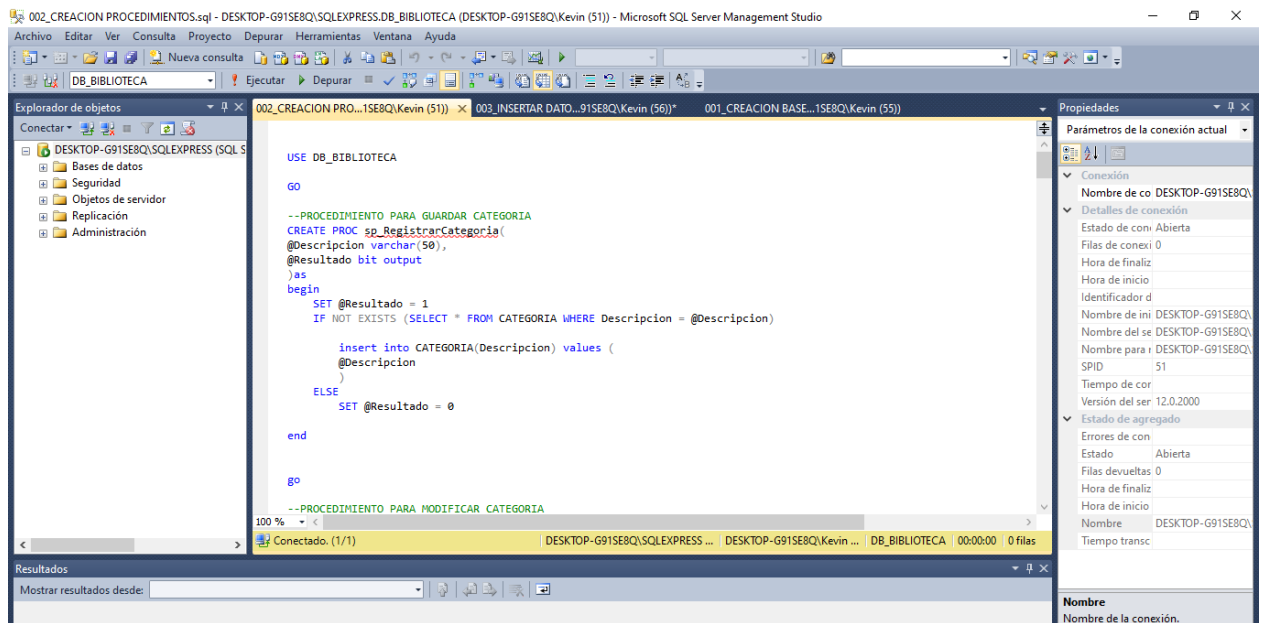 002_CREACION PROCEDIMIENTOS.sql - DESKTOP-G91SE8Q\SQLEXPRESS.DB_BIBLIOTECA (DESKTOP-G91SE8Q\Kevin (51)) - Microsoft SQL Server Management Studio
Archivo Editar Ver Consulta Proyecto Depurar Herramientas Ventana Ayuda
Nueva consulta
DB_BIBLIOTECA Ejecutar Depurar
Explorador de objetos
Conectar
DESKTOP-G91SE8Q\SQLEXPRESS (SQL S
Bases de datos
Seguridad
Objetos de servidor
Replicación
Administración
002_CREACION PRO...1SE8Q\Kevin (51)) 003_INSERTAR DATO...91SE8Q\Kevin (56))* 001_CREACION BASE...1SE8Q\Kevin (55))
USE DB_BIBLIOTECA
GO
--PROCEDIMIENTO PARA GUARDAR CATEGORIA
CREATE PROC sp_RegistrarCategoria(
@Descripcion varchar(50),
@Resultado bit output
)as
begin
SET @Resultado = 1
IF NOT EXISTS (SELECT * FROM CATEGORIA WHERE Descripcion = @Descripcion)
insert into CATEGORIA(Descripcion) values (
@Descripcion
)
ELSE
SET @Resultado = 0
end
go
--PROCEDIMIENTO PARA MODIFICAR CATEGORIA
100 %
Conectado. (1/1) DESKTOP-G91SE8Q\SQLEXPRESS ... DESKTOP-G91SE8Q\Kevin ... DB_BIBLIOTECA 00:00:00 0 filas
Resultados
Mostrar resultados desde:
Propiedades
Parámetros de la conexión actual
Conexión
Nombre de co DESKTOP-G91SE8Q\
Detalles de conexión
Estado de con Abierta
Filas de conexi 0
Hora de finaliz
Hora de inicio
Identificador d
Nombre de ini DESKTOP-G91SE8Q\
Nombre del se DESKTOP-G91SE8Q\
Nombre para r DESKTOP-G91SE8Q\
SPID 51
Tiempo de cor
Versión del ser 12.0.2000
Estado de agregado
Errores de con
Estado Abierta
Filas devueltas 0
Hora de finaliz
Hora de inicio
Nombre DESKTOP-G91SE8Q\
Tiempo transc
Nombre
Nombre de la conexión.